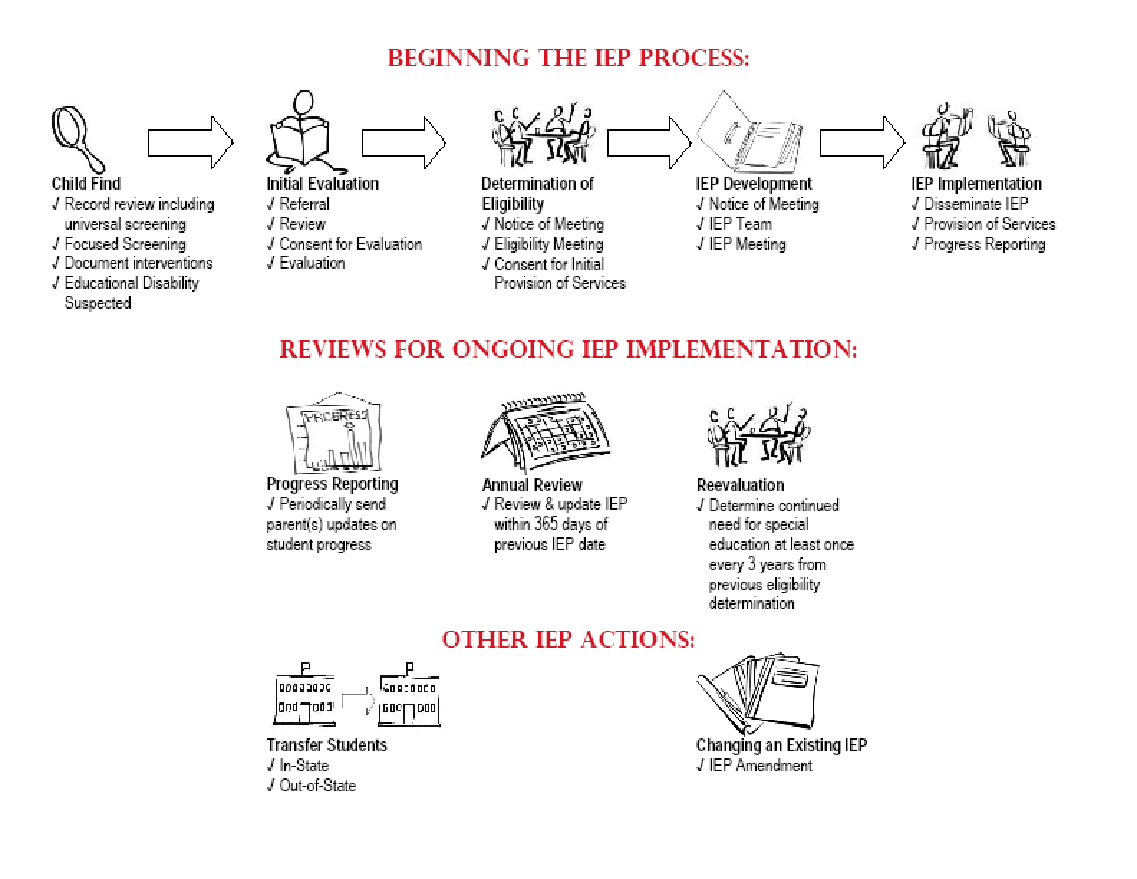 BEGINNING THE IEP PROCESS:
Child Find
√ Record review including
universal screening
√ Focused Screening
√ Document interventions
√ Educational Disability
Suspected
Initial Evaluation
√ Referral
√ Review
√ Consent for Evaluation
√ Evaluation
Determination of
Eligibility
√ Notice of Meeting
√ Eligibility Meeting
√ Consent for Initial
Provision of Services
IEP Development
√ Notice of Meeting
√ IEP Team
√ IEP Meeting
IEP Implementation
√ Disseminate IEP
√ Provision of Services
√ Progress Reporting
REVIEWS FOR ONGOING IEP IMPLEMENTATION:
PROGRESS
Progress Reporting
√ Periodically send
parent(s) updates on
student progress
Annual Review
√ Review & update IEP
within 365 days of
previous IEP date
Reevaluation
√ Determine continued
need for special
education at least once
every 3 years from
previous eligibility
determination
OTHER IEP ACTIONS:
Transfer Students
√ In-State
√ Out-of-State
Changing an Existing IEP
√ IEP Amendment